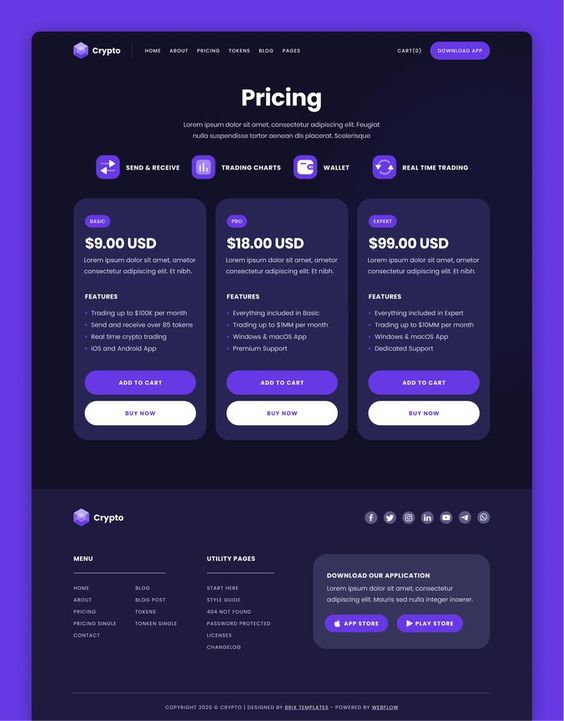 Crypto
HOME ABOUT PRICING TOKENS BLOG PAGES
CART(0) DOWNLOAD APP
Pricing
Lorem ipsum dolor sit amet, consectetur adipiscing elit. Feugiat
nulla suspendisse tortor aenean dis placerat. Scelerisque
SEND & RECEIVE TRADING CHARTS WALLET REAL TIME TRADING
BASIC
$9.00 USD
Lorem ipsum dolor sit amet, ametor
consectetur adipiscing elit. Et nibh.
FEATURES
Trading up to $100K per month
Send and receive over 85 tokens
Real time crypto trading
iOS and Android App
ADD TO CART
BUY NOW
PRO
$18.00 USD
Lorem ipsum dolor sit amet, ametor
consectetur adipiscing elit. Et nibh.
FEATURES
Everything included in Basic
Trading up to $1MM per month
Windows & macOS App
Premium Support
ADD TO CART
BUY NOW
EXPERT
$99.00 USD
Lorem ipsum dolor sit amet, ametor
consectetur adipiscing elit. Et nibh.
FEATURES
Everything included in Expert
Trading up to $10MM per month
Windows & macOS App
Dedicated Support
ADD TO CART
BUY NOW
Crypto
MENU
HOME
ABOUT
PRICING
PRICING SINGLE
CONTACT
BLOG
BLOG POST
TOKENS
TONKEN SINGLE
UTILITY PAGES
START HERE
STYLE GUIDE
404 NOT FOUND
PASSWORD PROTECTED
LICENSES
CHANGELOG
DOWNLOAD OUR APPLICATION
Lorem ipsum dolor sit amet, consectetur
adipiscing elit. Mauris sed nulla integer inoerer.
APP STORE PLAY STORE
COPYRIGHT 2020 © CRYPTO | DESIGNED BY BRIX TEMPLATES - POWERED BY WEBFLOW